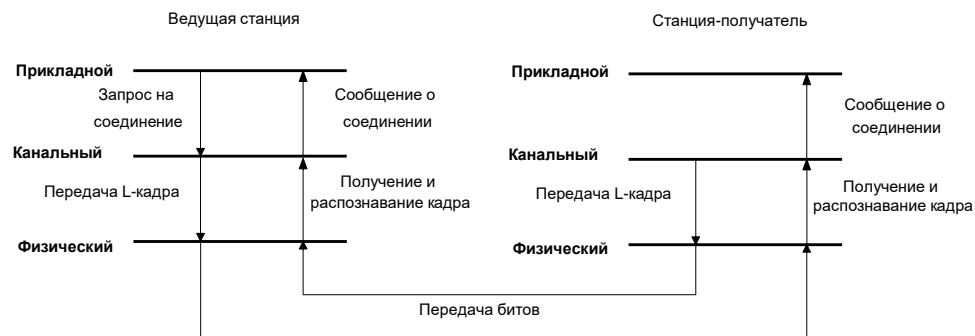 Ведущая станция
Станция-получатель
Прикладной
Запрос на
соединение
Сообщение о
соединении
Канальный
Передача L-кадра
Получение и
распознавание кадра
Физический
Прикладной
Сообщение о
соединении
Канальный
Передача L-кадра
Получение и
распознавание кадра
Физический
Передача битов